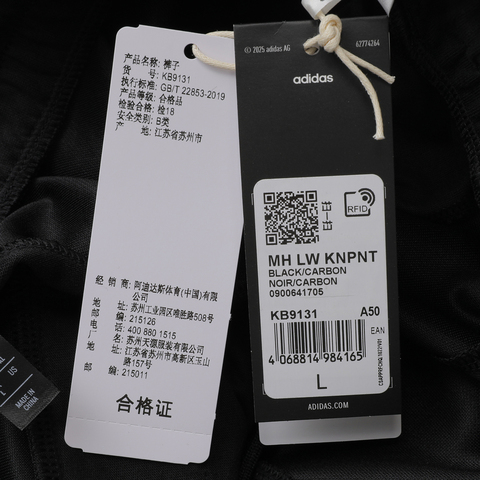 产品名称: 裤子
货 号: KB9131
执行标准: GB/T 22853-2019
产品等级: 合格品
检验合格: 检18
安全类别: B类
产 地: 江苏省苏州市
经 销 商: 阿迪达斯体育(中国)有限
公司
地 址: 苏州工业园区唯胜路508号
邮 编: 215126
电 话: 400 880 1515
名: 苏州天源服装有限公司
地 址: 江苏省苏州市高新区玉山
路157号
邮 编: 215011
合格证
© 2025 adidas AG
67774264
adidas
RFID
MH LW KNPNT
BLACK/CARBON
NOIR/CARBON
0900641705
KB9131 A50
EAN
4 068814 984165
L
ADIDAS.COM
US
L
MADE IN
CHINA